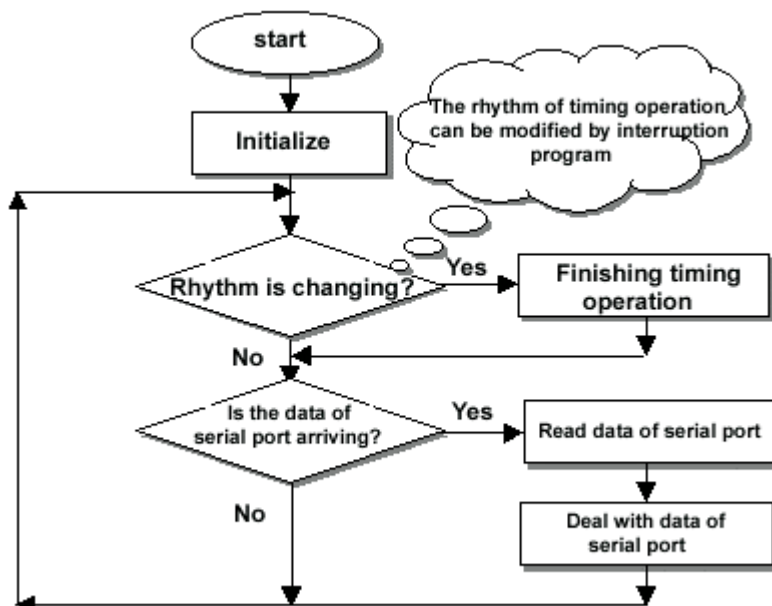 start
The rhythm of timing operation
can be modified by interruption
program
Initialize
Rhythm is changing?
Yes
Finishing timing
operation
No
Is the data of
serial port arriving?
Yes
Read data of serial port
No
Deal with data of
serial port